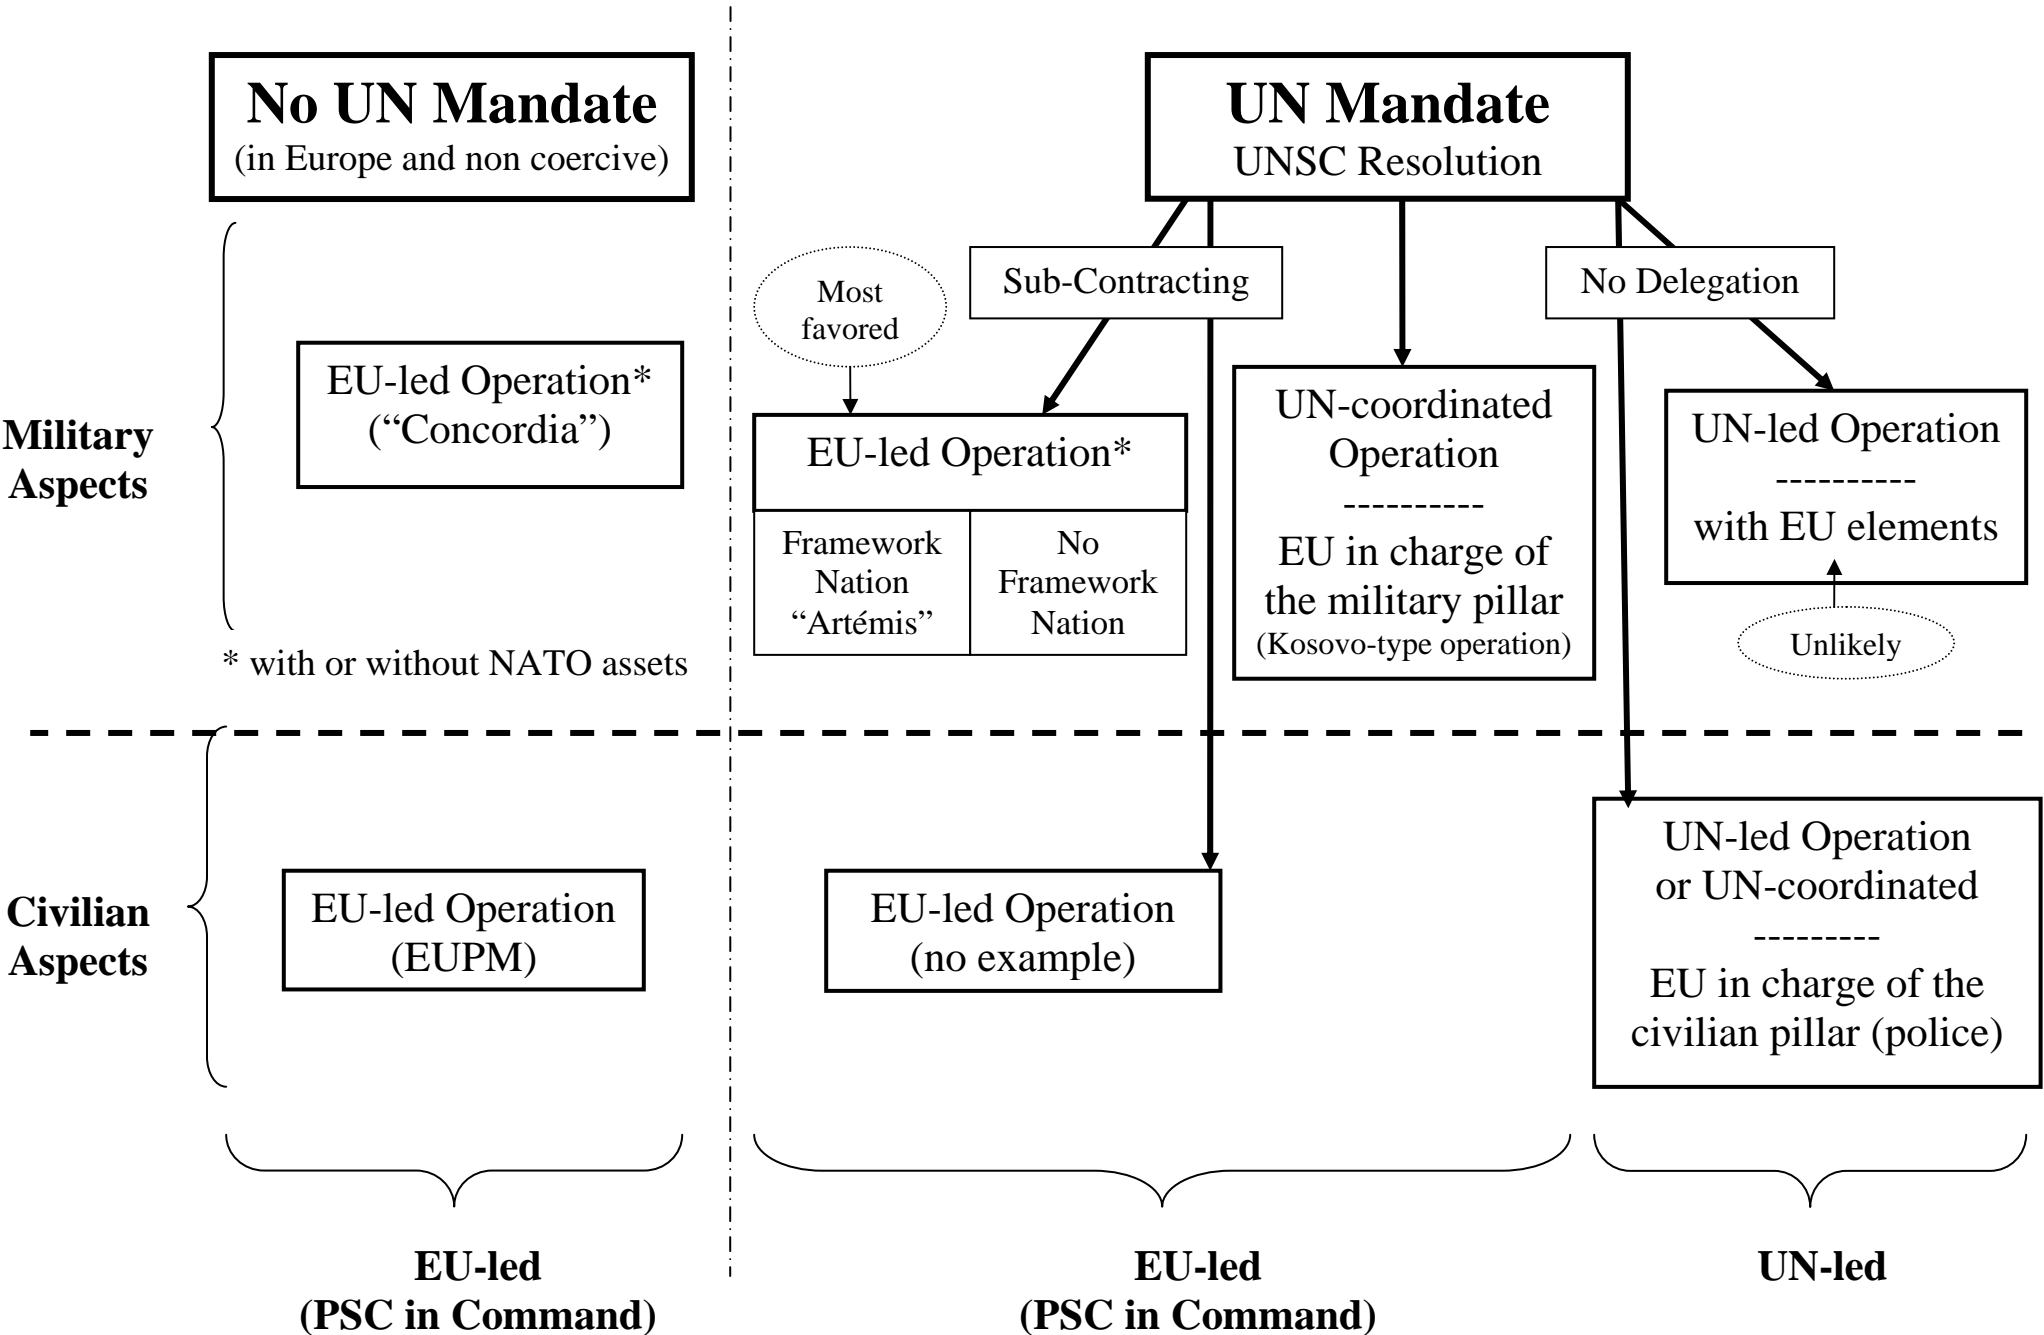 No UN Mandate
(in Europe and non coercive)
UN Mandate
UNSC Resolution
Most
favored
Sub-Contracting
No Delegation
Military
Aspects
EU-led Operation*
(“Concordia”)
EU-led Operation*
Framework
Nation
“Artémis”
No
Framework
Nation
UN-coordinated
Operation
----------
EU in charge of
the military pillar
(Kosovo-type operation)
UN-led Operation
----------
with EU elements
Unlikely
* with or without NATO assets
Civilian
Aspects
EU-led Operation
(EUPM)
EU-led Operation
(no example)
UN-led Operation
or UN-coordinated
---------
EU in charge of the
civilian pillar (police)
EU-led
(PSC in Command)
EU-led
(PSC in Command)
UN-led